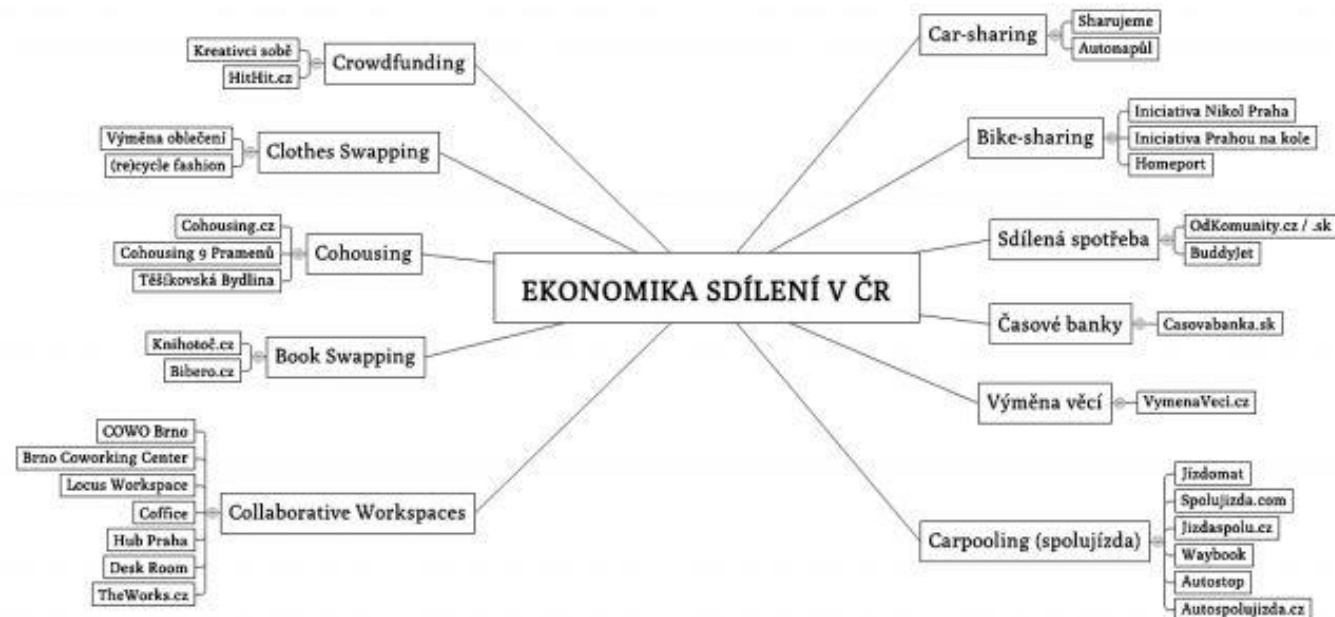 Kreativci sobě
HitHit.cz
Crowdfunding
Výměna oblečení
(re)cycle fashion
Clothes Swapping
Cohousing.cz
Cohousing 9 Pramenů
Těšíkovská Bydlina
Cohousing
Knihotoč.cz
Bibero.cz
Book Swapping
COWO Brno
Brno Coworking Center
Locus Workspace
Coffice
Hub Praha
Desk Room
TheWorks.cz
Collaborative Workspaces
EKONOMIKA SDÍLENÍ V ČR
Car-sharing
Sharujeme
Autonapůl
Bike-sharing
Iniciativa Nikol Praha
Iniciativa Prahou na kole
Homeport
Sdílená spotřeba
OdKomunity.cz / .sk
BuddyJet
Časové banky
Casovabanka.sk
Výměna věcí
VymenaVeci.cz
Carpooling (spolujízda)
Jízdomat
Spolujizda.com
Jizdaspolu.cz
Waybook
Autostop
Autospolujizda.cz